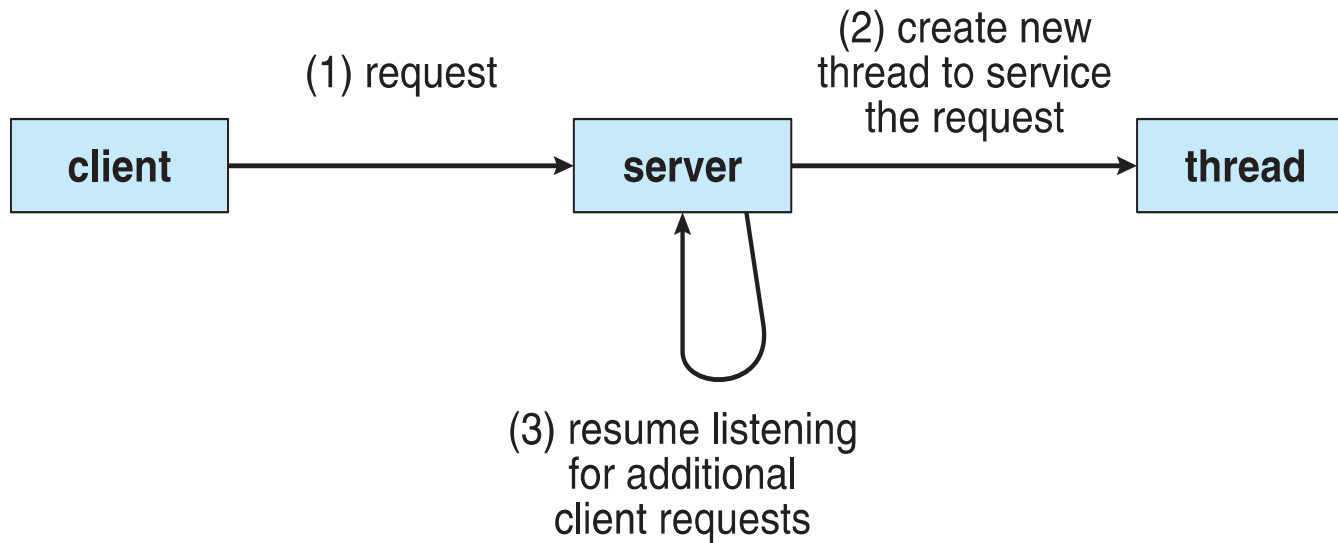 (1) request
(2) create new
thread to service
the request
client
server
thread
(3) resume listening
for additional
client requests